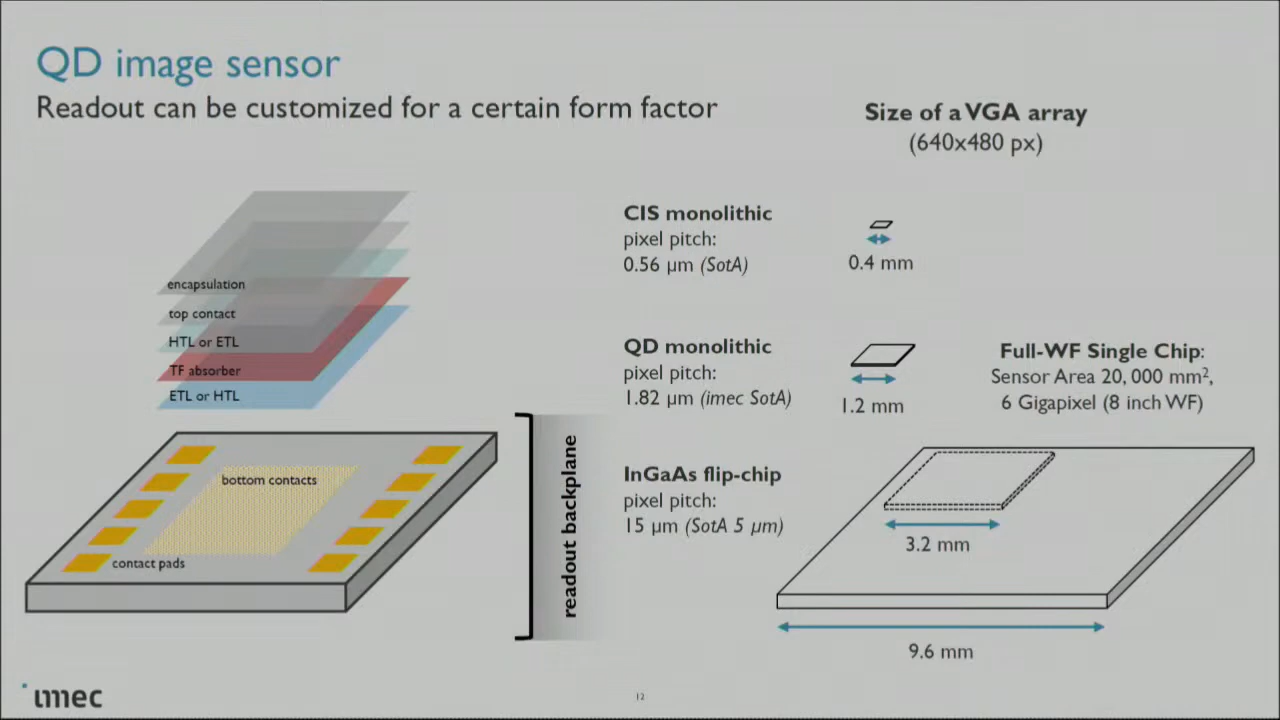 QD image sensor
Readout can be customized for a certain form factor
Size of a VGA array
(640x480 px)
encapsulation
top contact
HTL or ETL
TF absorber
ETL or HTL
bottom contacts
contact pads
readout backplane
CIS monolithic
pixel pitch:
0.56 µm (SotA)
0.4 mm
QD monolithic
pixel pitch:
1.82 µm (imec SotA)
1.2 mm
Full-WF Single Chip:
Sensor Area 20, 000 mm²,
6 Gigapixel (8 inch WF)
InGaAs flip-chip
pixel pitch:
15 µm (SotA 5 µm)
3.2 mm
9.6 mm
imec
12